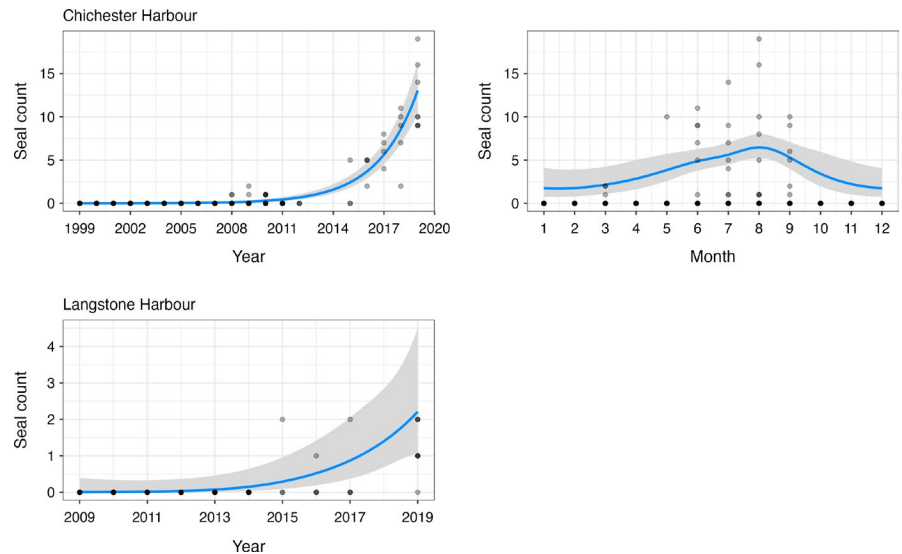 Chichester Harbour
Seal count
15
10
5
0
1999 2002 2005 2008 2011 2014 2017 2020
Year
Seal count
15
10
5
0
1 2 3 4 5 6 7 8 9 10 11 12
Month
Langstone Harbour
Seal count
4
3
2
1
0
2009 2011 2013 2015 2017 2019
Year